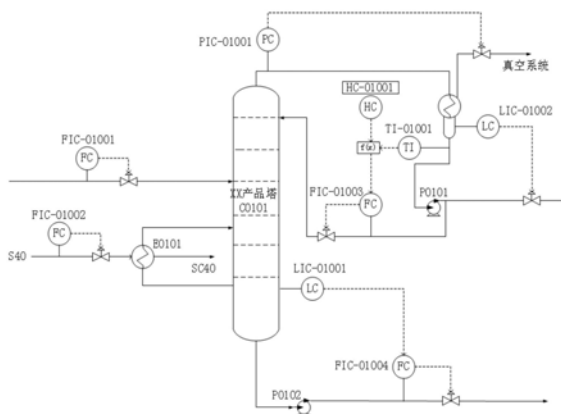 PIC-01001
PC
真空系统
HC-01001
HC
LIC-01002
LC
TI-01001
TI
f(x)
FIC-01001
FC
FIC-01003
FC
P0101
XX产品塔
C0101
FIC-01002
FC
E0101
S40
SC40
LIC-01001
LC
FIC-01004
FC
P0102